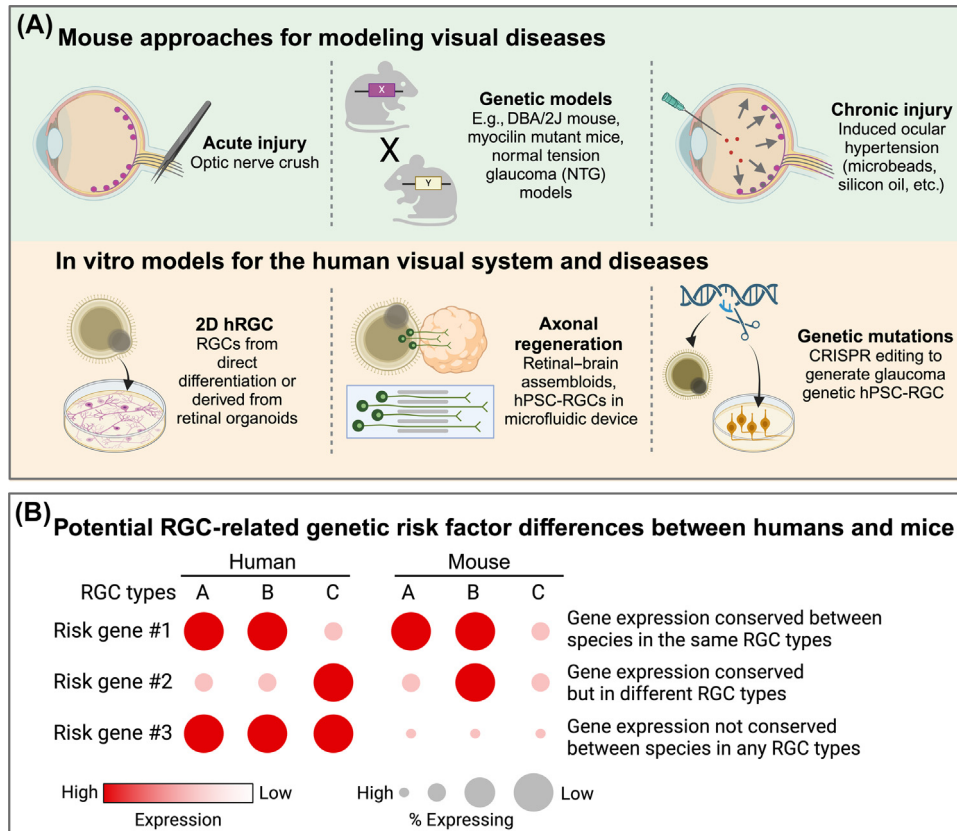 (A)
Mouse approaches for modeling visual diseases
Acute injury
Optic nerve crush
X
X
Y
Genetic models
E.g., DBA/2J mouse,
myocilin mutant mice,
normal tension
glaucoma (NTG)
models
Chronic injury
Induced ocular
hypertension
(microbeads,
silicon oil, etc.)
In vitro models for the human visual system and diseases
2D hRGC
RGCs from
direct
differentiation or
derived from
retinal organoids
Axonal
regeneration
Retinal–brain
assembloids,
hPSC-RGCs in
microfluidic device
Genetic mutations
CRISPR editing to
generate glaucoma
genetic hPSC-RGC
(B)
Potential RGC-related genetic risk factor differences between humans and mice
Human Mouse
RGC types A B C A B C
Risk gene #1 Gene expression conserved between
species in the same RGC types
Risk gene #2 Gene expression conserved
but in different RGC types
Risk gene #3 Gene expression not conserved
between species in any RGC types
High Low High Low
Expression % Expressing